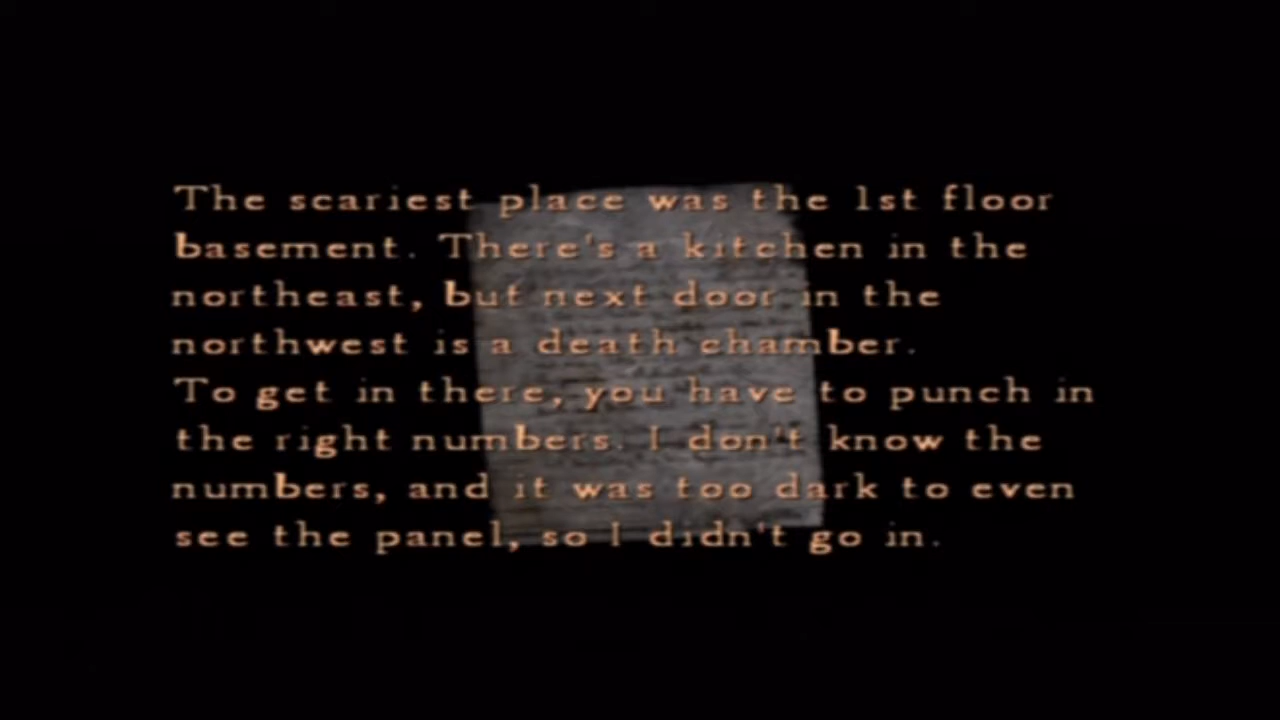 The scariest place was the 1st floor
basement. There's a kitchen in the
northeast, but next door in the
northwest is a death chamber.
To get in there, you have to punch in
the right numbers. I don't know the
numbers, and it was too dark to even
see the panel, so I didn't go in.